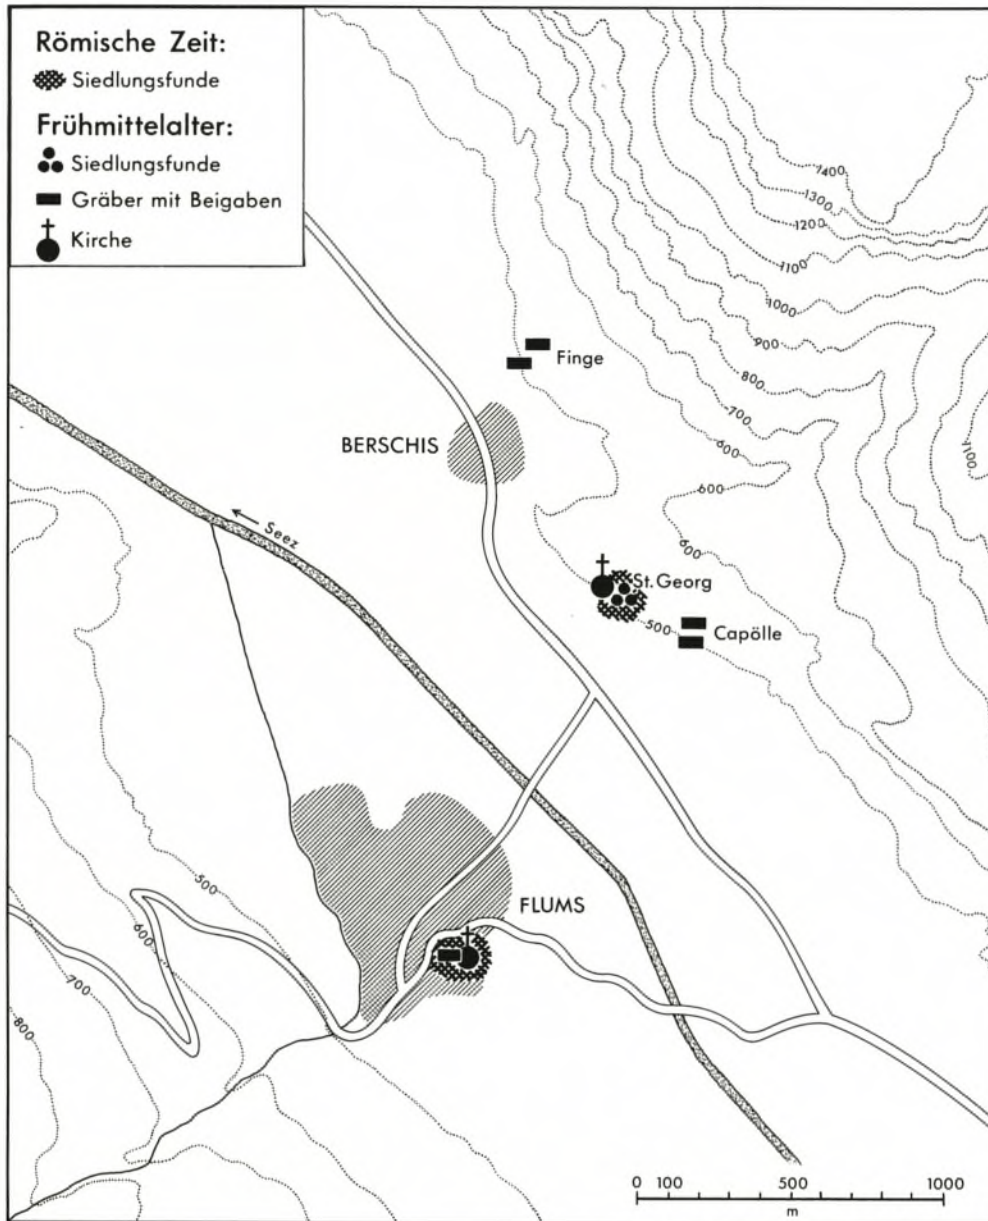 Römische Zeit:
Siedlungsfunde
Frühmittelalter:
Siedlungsfunde
Gräber mit Beigaben
Kirche
1400
1300
1200
1100
1000
900
800
700
600
1100
600
600
Finge
BERSCHIS
Seez
St. Georg
500
Capölle
FLUMS
500
600
700
800
0 100 500 1000
m